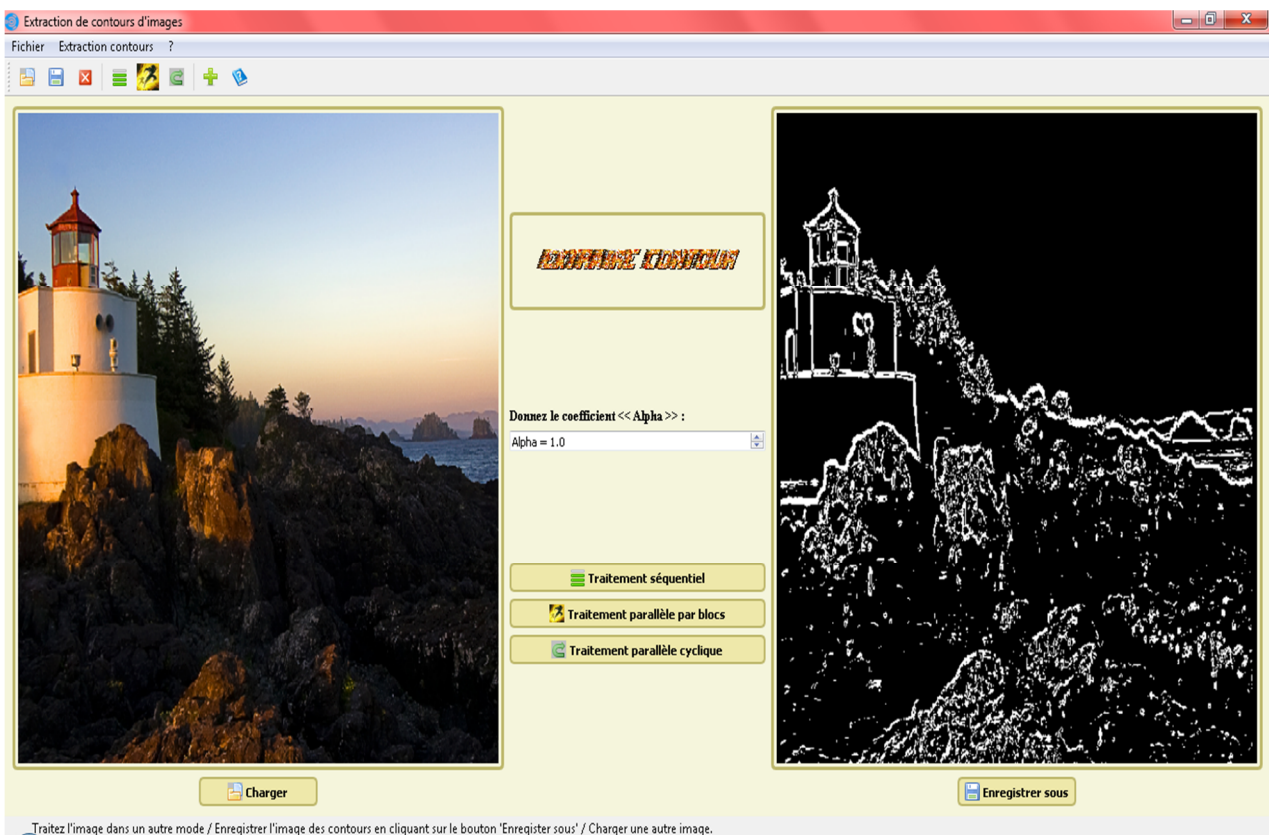 Extraction de contours d'images
Fichier Extraction contours ?
Donnez le coefficient << Alpha >> :
Alpha = 1.0
Traitement séquentiel
Traitement parallèle par blocs
Traitement parallèle cyclique
Charger
Enregistrer sous
Traitez l'image dans un autre mode / Enregistrer l'image des contours en cliquant sur le bouton 'Enregister sous' / Charger une autre image.